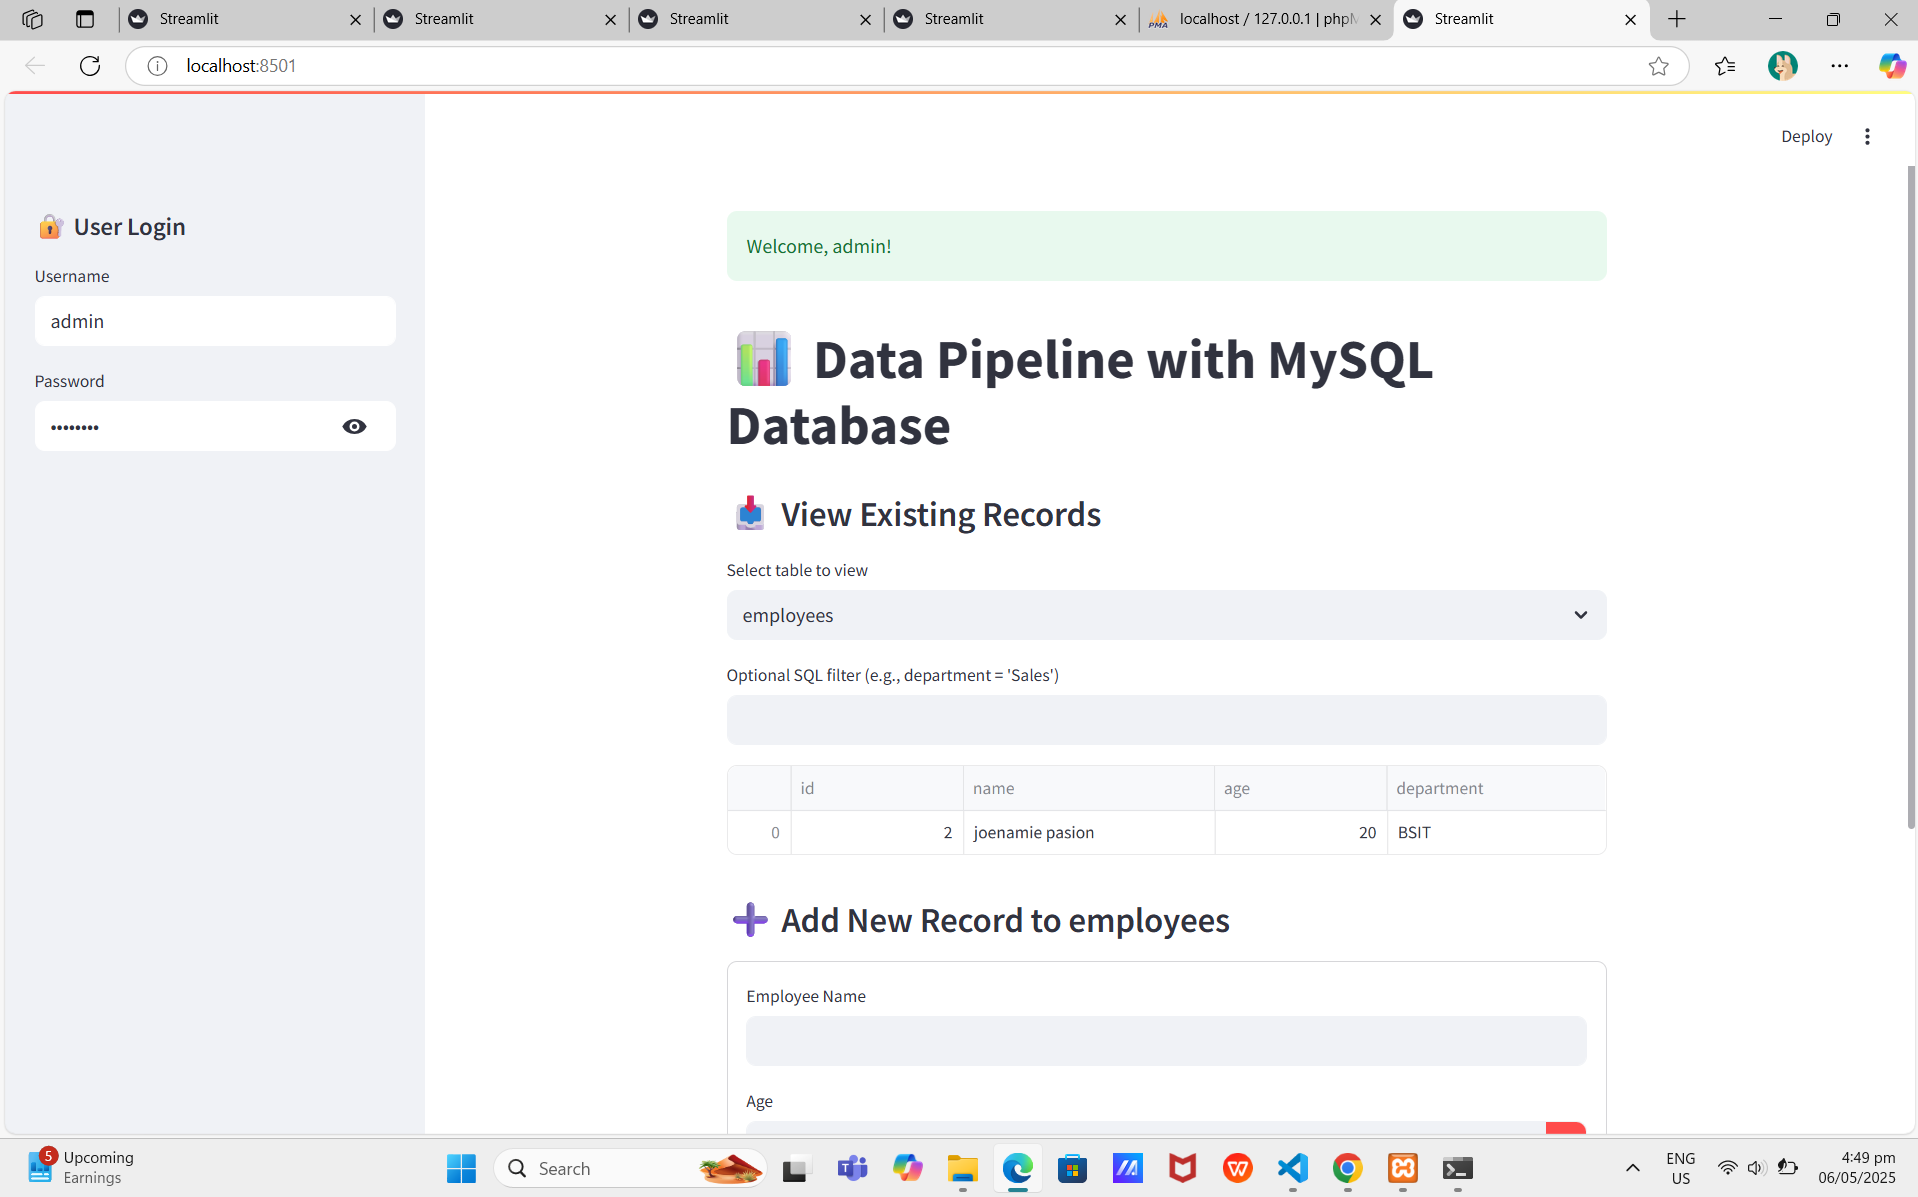 Streamlit
Streamlit
Streamlit
Streamlit
localhost / 127.0.0.1 | php
Streamlit
localhost:8501
Deploy
User Login
Username
admin
Password
••••••••
Welcome, admin!
Data Pipeline with MySQL
Database
View Existing Records
Select table to view
employees
Optional SQL filter (e.g., department = 'Sales')
id name age department
0 2 joenamie pasion 20 BSIT
Add New Record to employees
Employee Name
Age
5
Upcoming
Earnings
Search
ENG
US
4:49 pm
06/05/2025